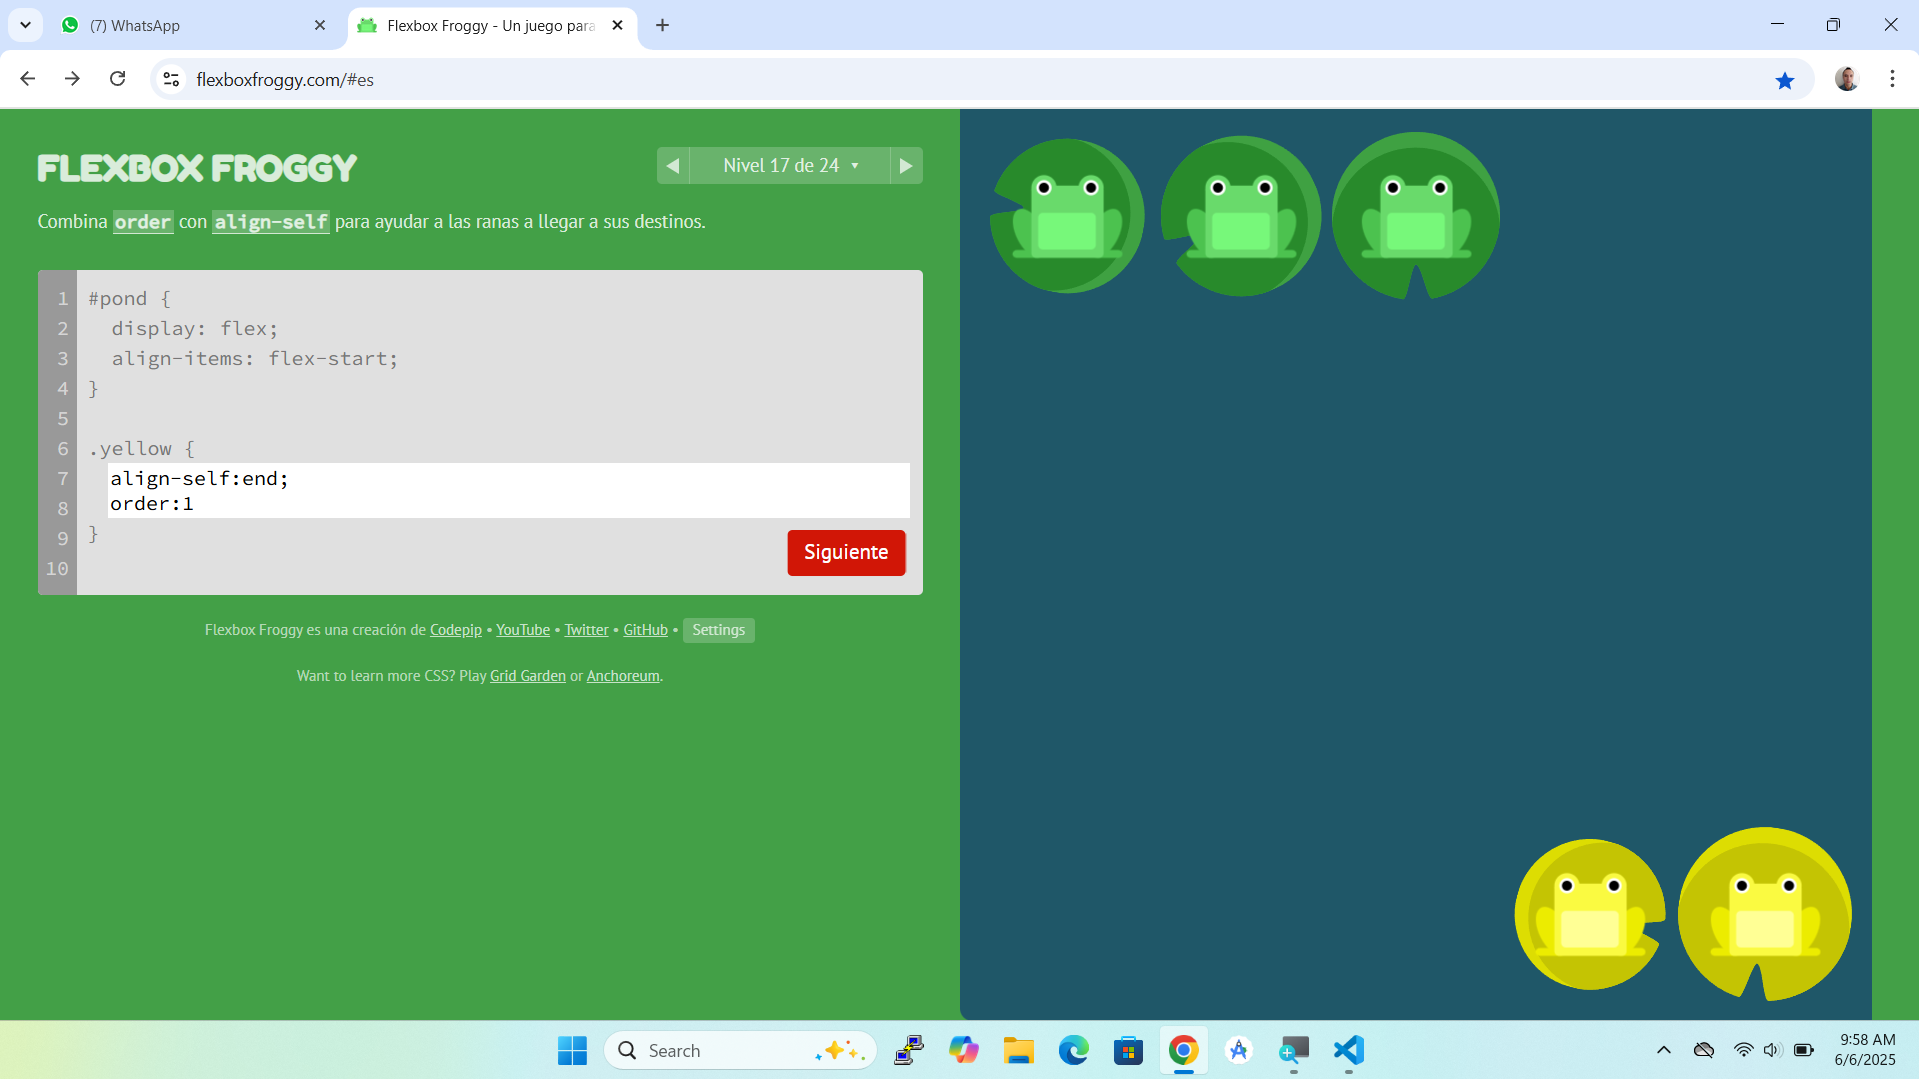 (7) WhatsApp
Flexbox Froggy - Un juego para
flexboxfroggy.com/#es
FLEXBOX FROGGY
Nivel 17 de 24
Combina order con align-self para ayudar a las ranas a llegar a sus destinos.
1 #pond {
2 display: flex;
3 align-items: flex-start;
4 }
5
6 .yellow {
7 align-self:end;
8 order:1
9 }
10
Siguiente
Flexbox Froggy es una creación de Codepip • YouTube • Twitter • GitHub • Settings
Want to learn more CSS? Play Grid Garden or Anchoreum.
Search
9:58 AM
6/6/2025